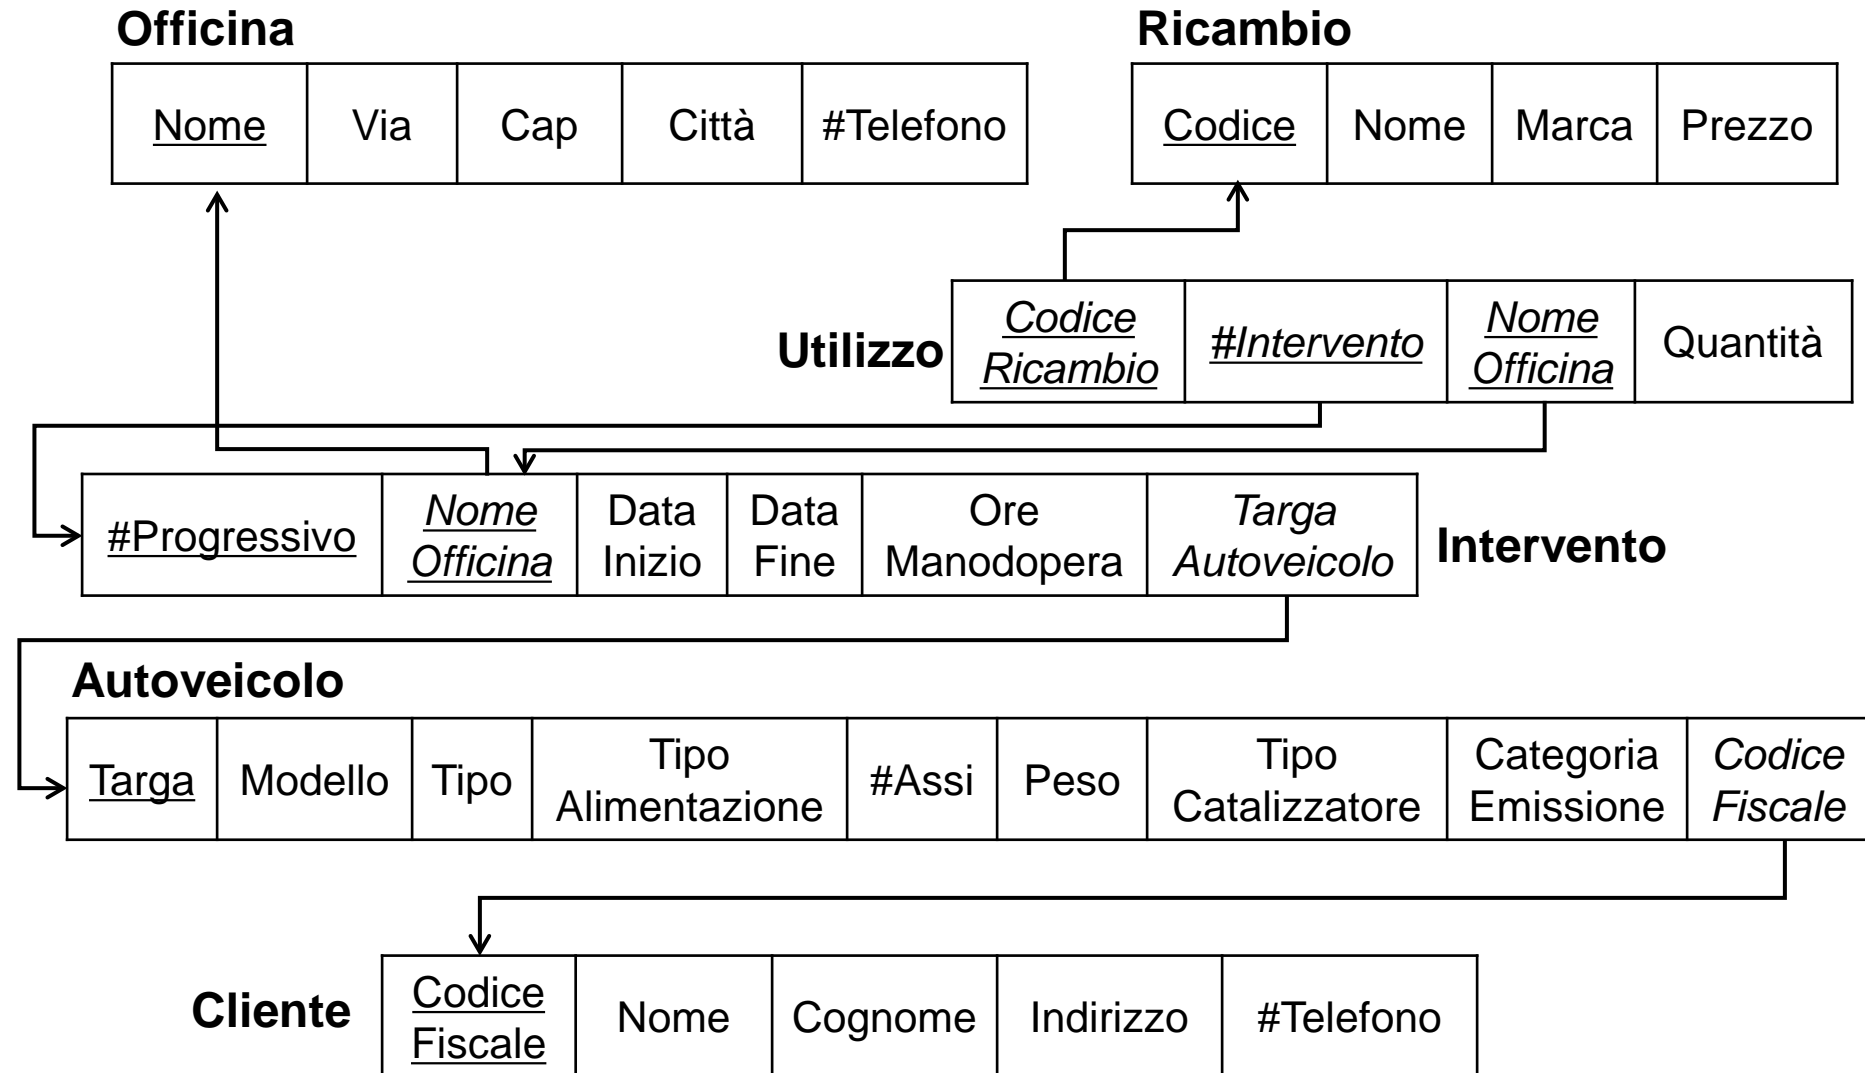 Officina
Nome Via Cap Città #Telefono
Ricambio
Codice Nome Marca Prezzo
Utilizzo
Codice
Ricambio
#Intervento
Nome
Officina
Quantità
#Progressivo
Nome
Officina
Data
Inizio
Data
Fine
Ore
Manodopera
Targa
Autoveicolo
Intervento
Autoveicolo
Targa
Modello
Tipo
Tipo
Alimentazione
#Assi
Peso
Tipo
Catalizzatore
Categoria
Emissione
Codice
Fiscale
Cliente
Codice
Fiscale
Nome
Cognome
Indirizzo
#Telefono